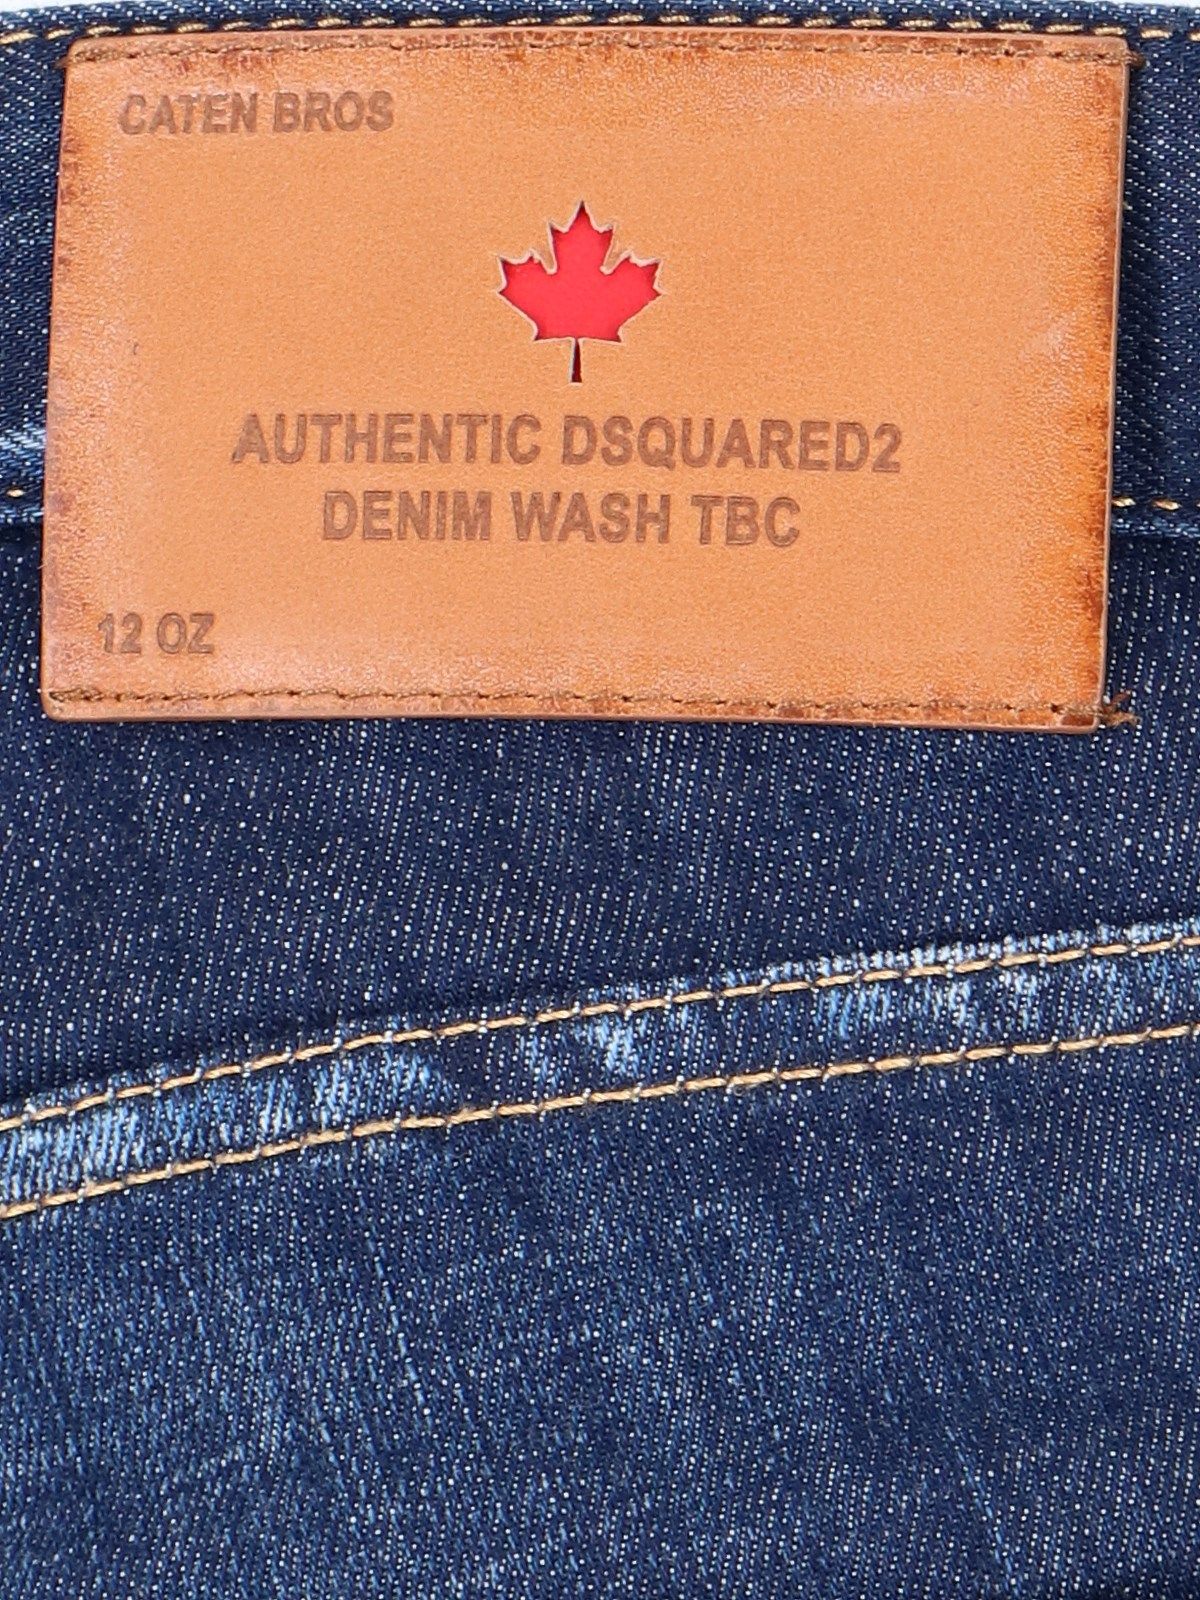 CATEN BROS
AUTHENTIC DSQUARED2
DENIM WASH TBC
12 OZ